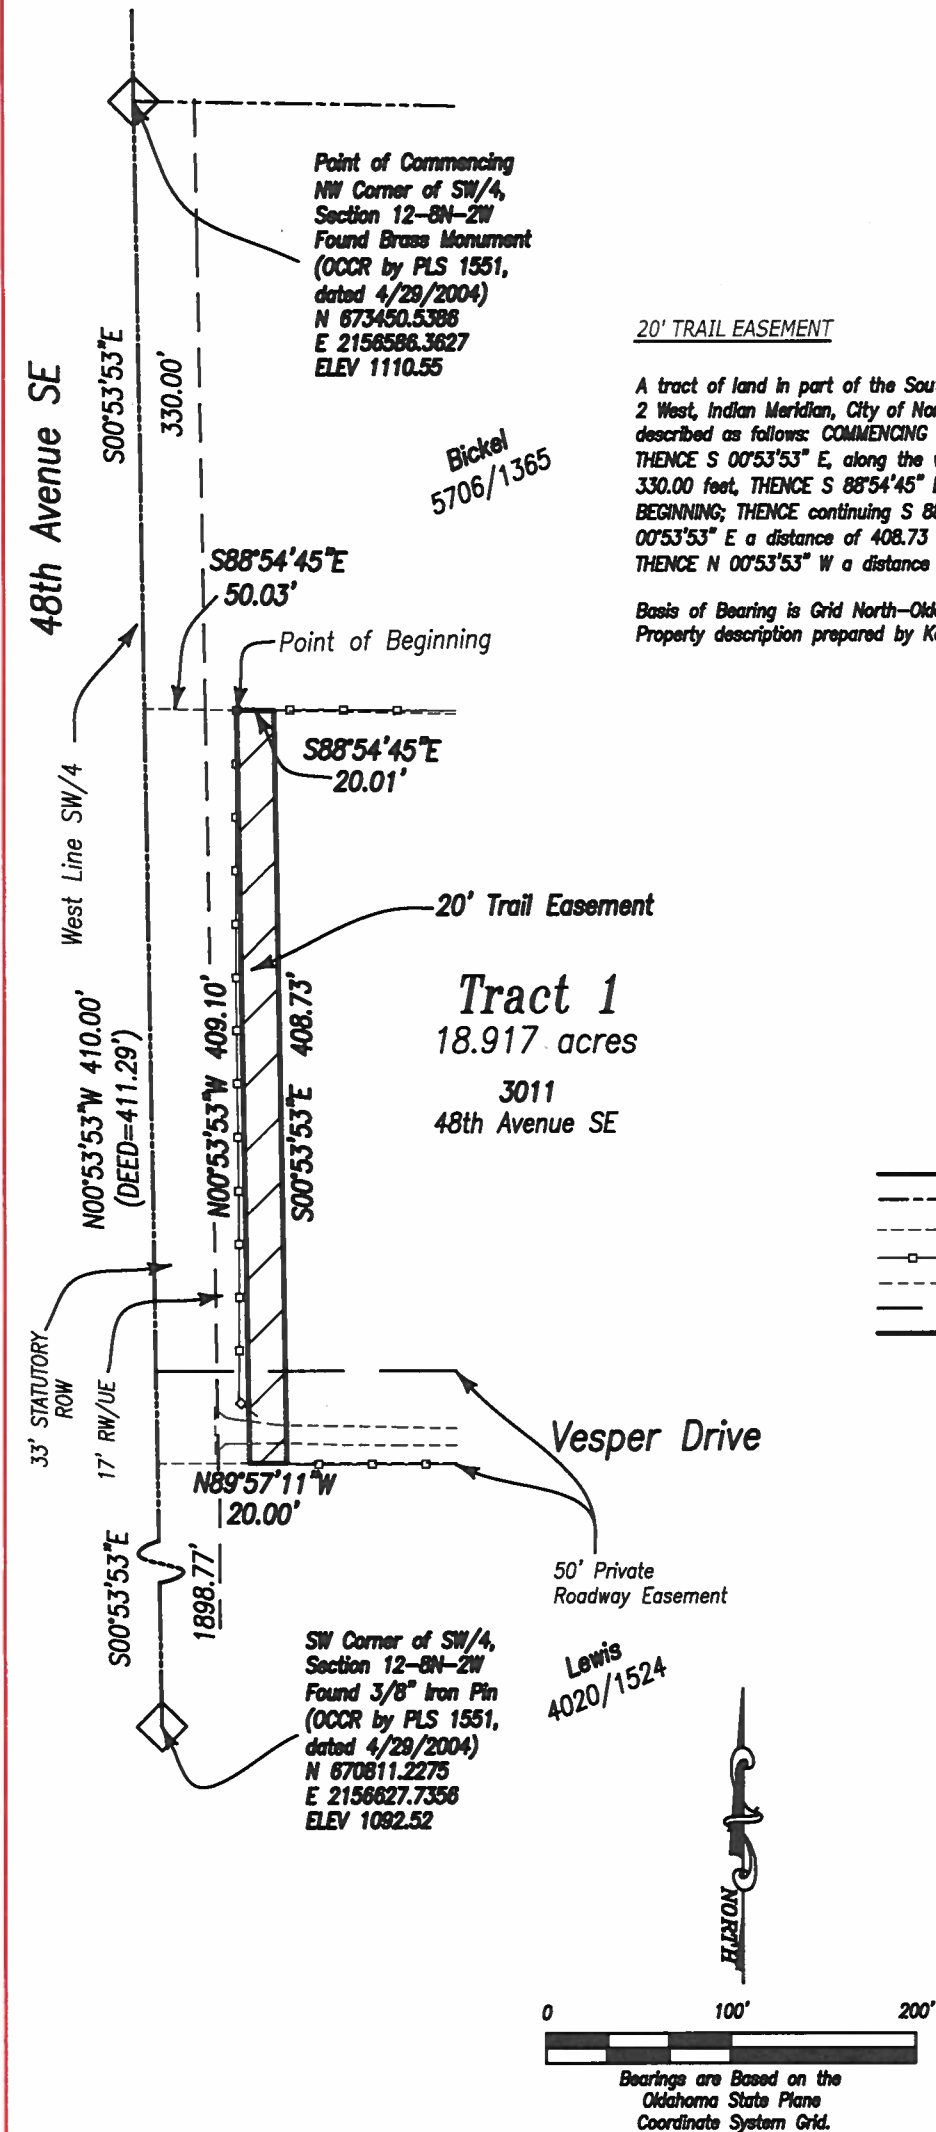 Point of Commencing
NW Corner of SW/4,
Section 12-8N-2W
Found Brass Monument
(OCCR by PLS 1551,
dated 4/29/2004)
N 673450.5386
E 2156586.3627
ELEV 1110.55
48th Avenue SE
S00°53'53"E
330.00'
20' TRAIL EASEMENT
A tract of land in part of the Sou
2 West, Indian Meridian, City of Nor
described as follows: COMMENCING
THENCE S 00°53'53" E, along the
330.00 feet, THENCE S 88°54'45"
BEGINNING; THENCE continuing S 8
00°53'53" E a distance of 408.73
THENCE N 00°53'53" W a distance
Basis of Bearing is Grid North-Okl
Property description prepared by K
Bickel
5706/1365
S88°54'45"E
50.03'
Point of Beginning
S88°54'45"E
20.01'
West Line SW/4
20' Trail Easement
Tract 1
18.917 acres
3011
48th Avenue SE
N00°53'53"W 410.00'
(DEED=411.29')
N00°53'53"W 409.10'
S00°53'53"E 408.73'
33' STATUTORY
ROW
17' RW/UE
Vesper Drive
N89°57'11"W
20.00'
50' Private
Roadway Easement
S00°53'53"E
1898.77'
SW Corner of SW/4,
Section 12-8N-2W
Found 3/8" Iron Pin
(OCCR by PLS 1551,
dated 4/29/2004)
N 670811.2275
E 2156627.7356
ELEV 1092.52
Lewis
4020/1524
NORTH
0 100' 200'
Bearings are Based on the
Oklahoma State Plane
Coordinate System Grid.